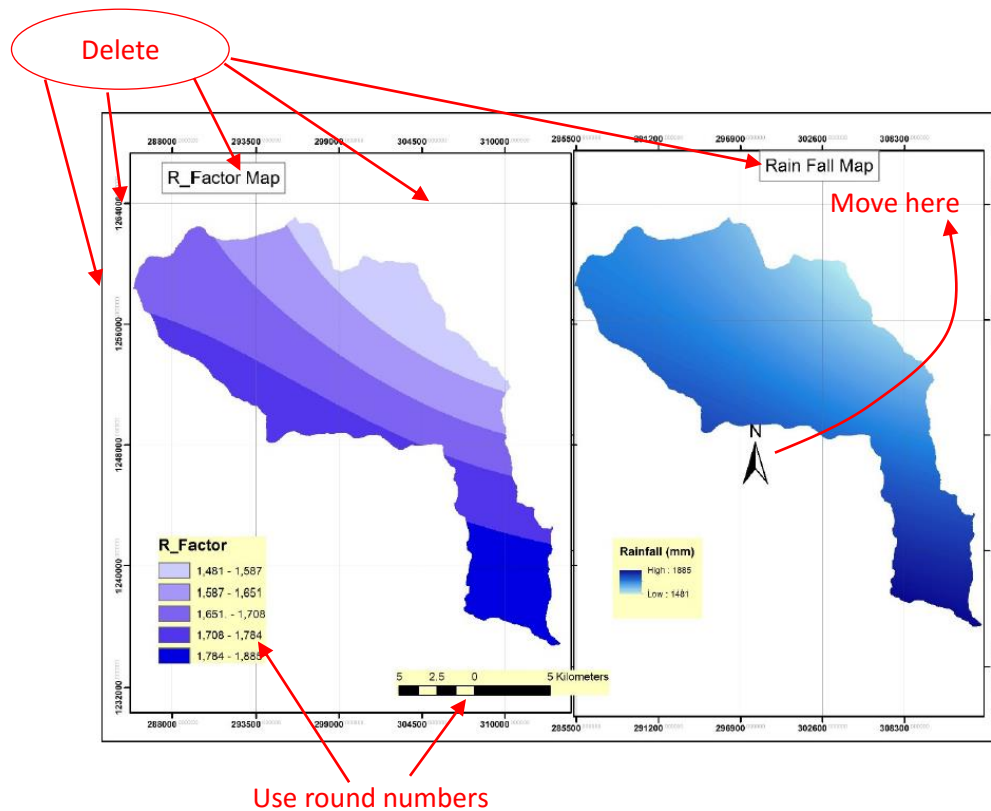 Delete
288000 293500 299000 304500 310000 285500 291200 296900 302600 308300
R_Factor Map
Rain Fall Map
1264000
Move here
1256000
1248000
N
R_Factor
1,481 - 1,587
1,587 - 1,651
1,651. - 1,708
1,708 - 1,784
1,784 - 1,885
Rainfall (mm)
High : 1885
Low : 1481
1240000
5 2.5 0 5 Kilometers
1232000
288000 293500 299000 304500 310000 285500 291200 296900 302600 308300
Use round numbers